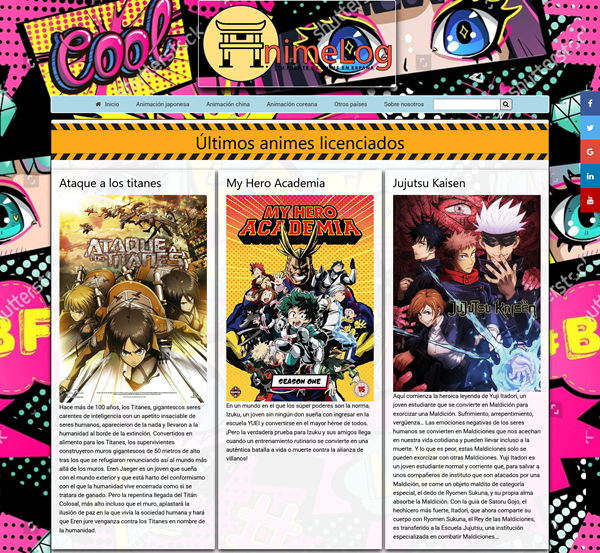 Cool
shutterstock
AnimeLog
TU FUENTE DE ANIME EN ESPAÑA
Inicio Animación japonesa Animación china Animación coreana Otros países Sobre nosotros
Últimos animes licenciados
Ataque a los titanes
ATAQUE A LOS TITANES
Hace más de 100 años, los Titanes, gigantescos seres
carentes de inteligencia con un apetito insaciable de
seres humanos, aparecieron de la nada y llevaron a la
humanidad al borde de la extinción. Convertidos en
alimento para los Titanes, los supervivientes
construyeron muros gigantescos de 50 metros de alto
tras los que se refugiaron renunciando así al mundo más
allá de los muros. Eren Jaeger es un joven que sueña
con el mundo exterior y que está harto del conformismo
con el que la humanidad vive encerrada como si se
tratara de ganado. Pero la repentina llegada del Titán
Colosal, más alto incluso que el muro, aplastará la
ilusión de paz en la que vivía la sociedad humana y hará
que Eren jure venganza contra los Titanes en nombre de
la humanidad.
My Hero Academia
MY HERO
ACADEMIA
SEASON ONE
15
En un mundo en el que los súper poderes son la norma,
Izuku, un joven sin ningún don sueña con ingresar en la
escuela YUEI y convertirse en el mayor héroe de todos.
¡Pero la verdadera prueba para Izuku y sus amigos llega
cuando un entrenamiento rutinario se convierte en una
auténtica batalla a vida o muerte contra la alianza de
villanos!
Jujutsu Kaisen
JUJUTSU KAISEN
Aquí comienza la heroica leyenda de Yuji Itadori, un
joven estudiante que se convierte en Maldición para
exorcizar una Maldición. Sufrimiento, arrepentimiento,
vergüenza... Las emociones negativas de los seres
humanos se convierten en Maldiciones que nos acechan
en nuestra vida cotidiana y pueden llevar incluso a la
muerte. Y lo que es peor, estas Maldiciones solo se
pueden exorcizar con otras Maldiciones. Yuji Itadori es
un joven estudiante normal y corriente que, para salvar a
unos compañeros de instituto que son atacados por una
Maldición, se come un objeto maldito de categoría
especial, el dedo de Ryomen Sukuna, y su propia alma
absorbe la Maldición. Con la guía de Satoru Gojo, el
hechicero más fuerte, Itadori, que ahora comparte su
cuerpo con Ryomen Sukuna, el Rey de las Maldiciones,
es transferido a la Escuela Jujutsu, una institución
especializada en combatir Maldiciones...